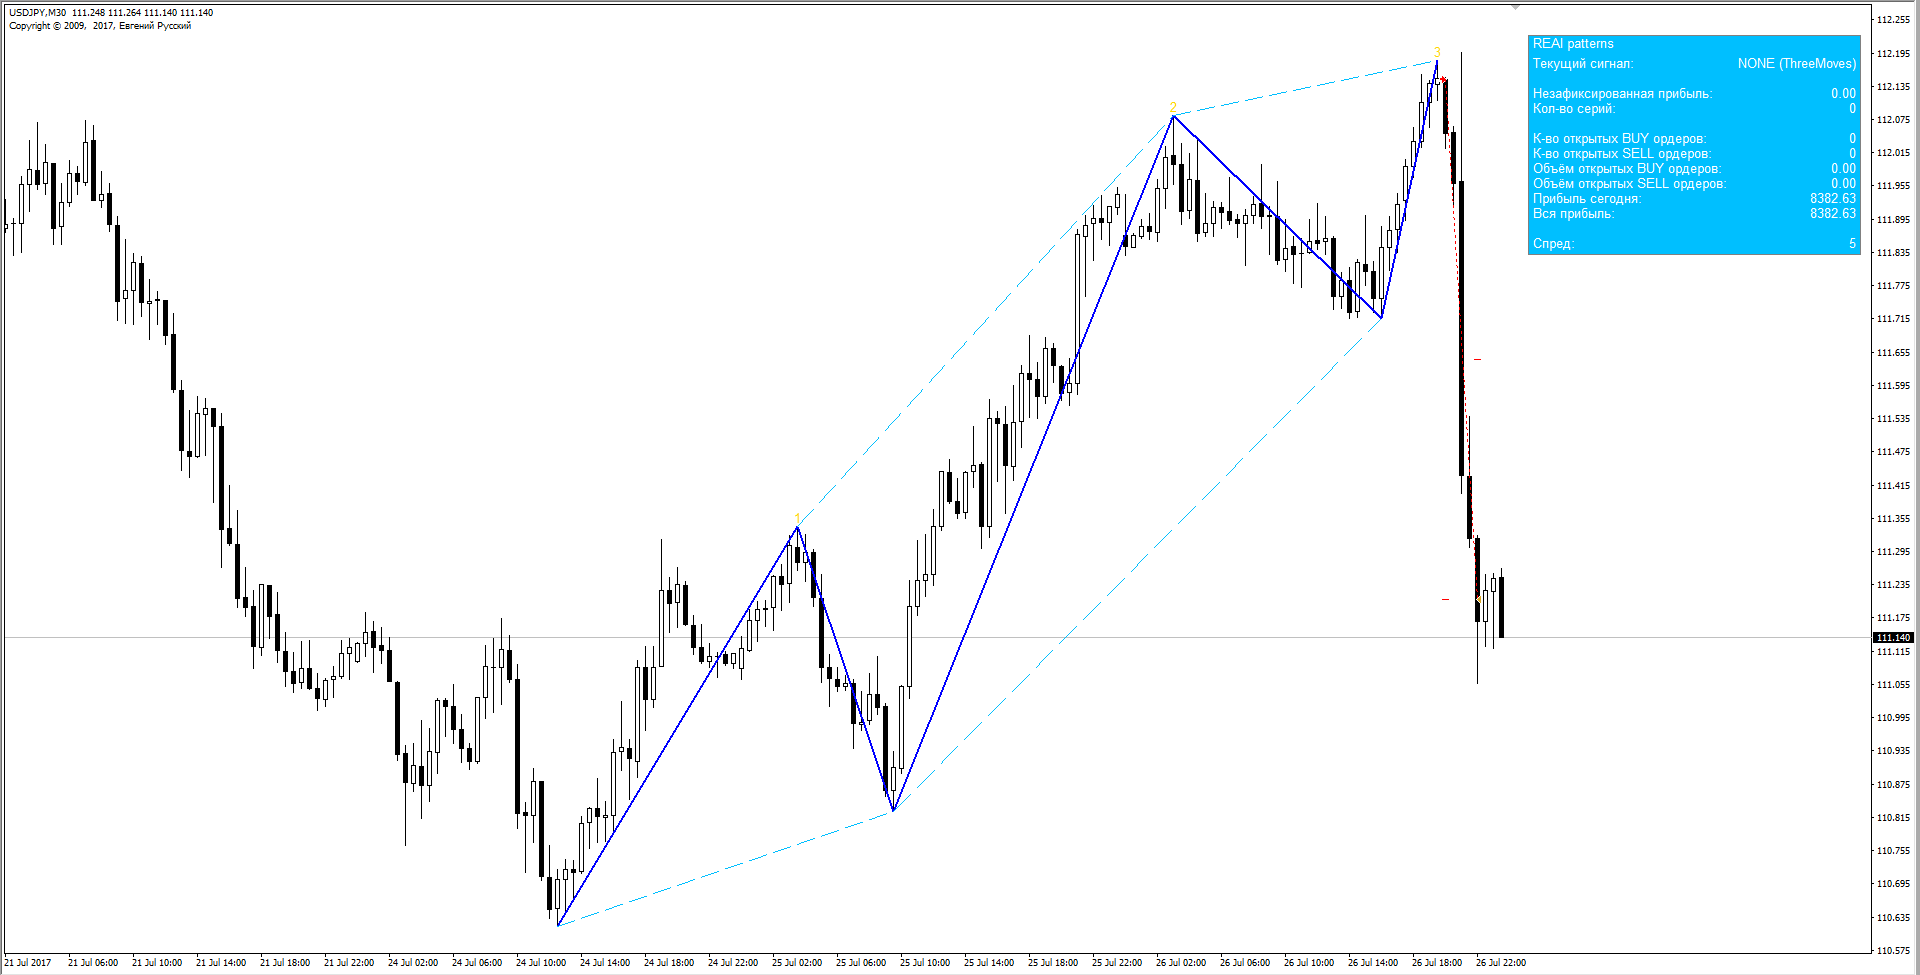 USDJPY,M30  111.248 111.264 111.140 111.140
Copyright © 2009,  2017, Евгений Русский
1
2
3
REAl patterns
Текущий сигнал: NONE (ThreeMoves)
Незафиксированная прибыль: 0.00
Кол-во серий: 0
К-во открытых BUY ордеров: 0
К-во открытых SELL ордеров: 0
Объём открытых BUY ордеров: 0.00
Объём открытых SELL ордеров: 0.00
Прибыль сегодня: 8382.63
Вся прибыль: 8382.63
Спред: 5
112.255
112.195
112.135
112.075
112.015
111.955
111.895
111.835
111.775
111.715
111.655
111.595
111.535
111.475
111.415
111.355
111.295
111.235
111.175
111.140
111.115
111.055
110.995
110.935
110.875
110.815
110.755
110.695
110.635
110.575
21 Jul 2017
21 Jul 06:00
21 Jul 10:00
21 Jul 14:00
21 Jul 18:00
21 Jul 22:00
24 Jul 02:00
24 Jul 06:00
24 Jul 10:00
24 Jul 14:00
24 Jul 18:00
24 Jul 22:00
25 Jul 02:00
25 Jul 06:00
25 Jul 10:00
25 Jul 14:00
25 Jul 18:00
25 Jul 22:00
26 Jul 02:00
26 Jul 06:00
26 Jul 10:00
26 Jul 14:00
26 Jul 18:00
26 Jul 22:00